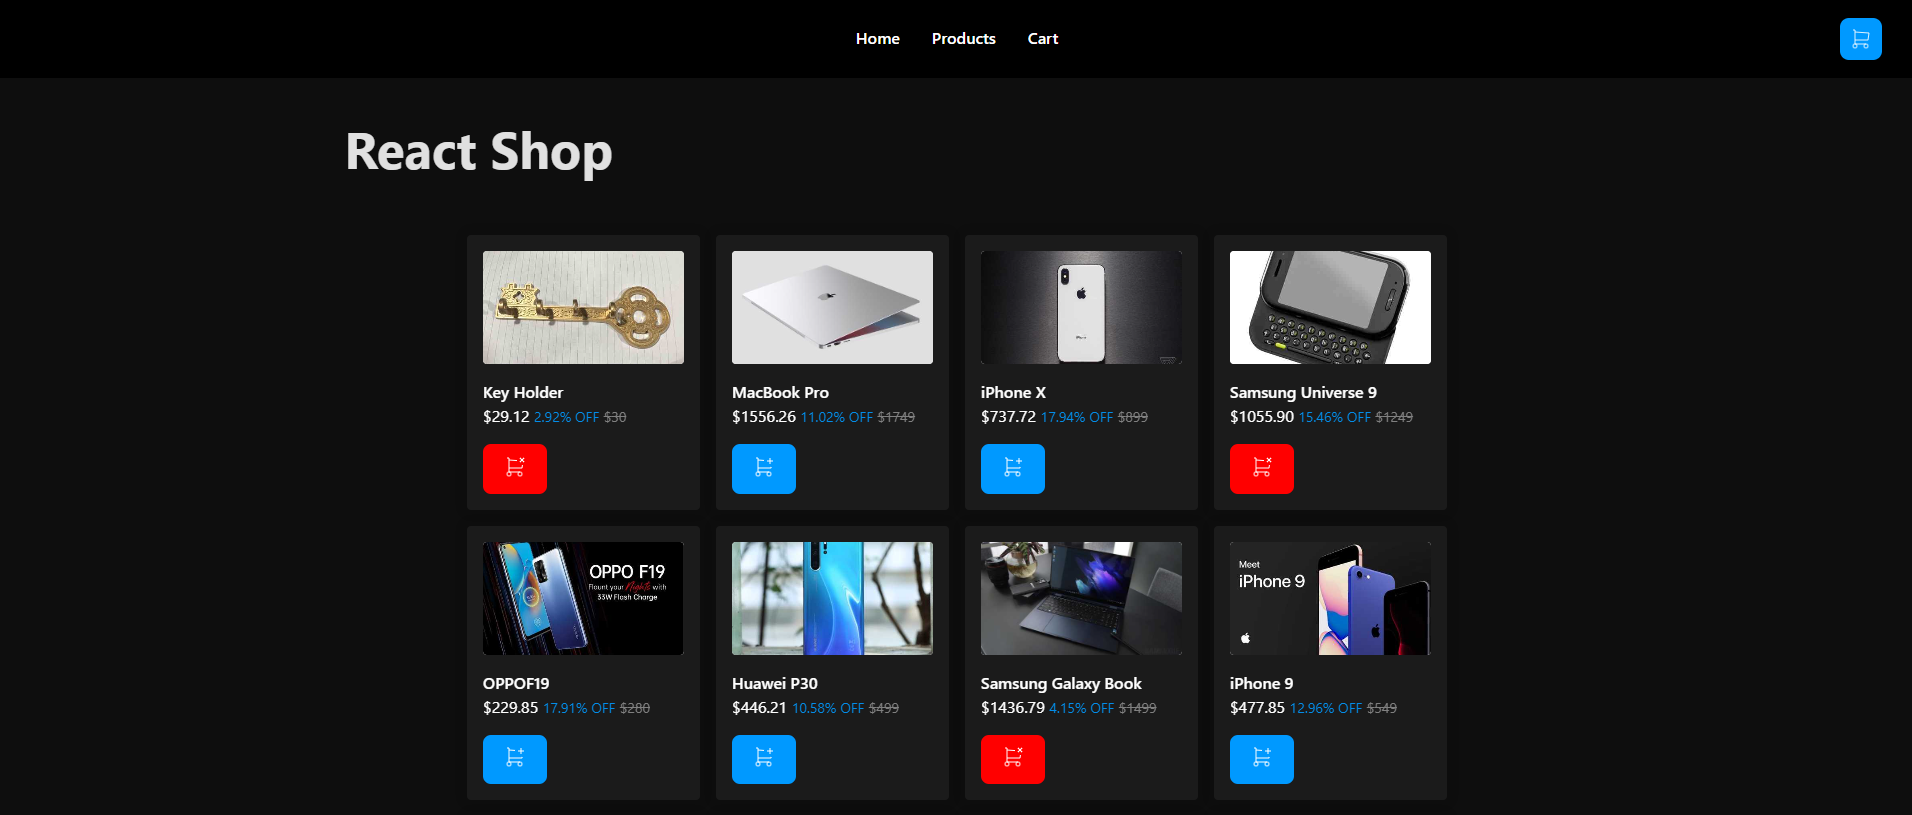 Home Products Cart
React Shop
Key Holder
$29.12 2.92% OFF $30
MacBook Pro
$1556.26 11.02% OFF $1749
iPhone X
$737.72 17.94% OFF $899
Samsung Universe 9
$1055.90 15.46% OFF $1249
OPPO F19
Flaunt your Nights with
33W Flash Charge
OPPOF19
$229.85 17.91% OFF $280
Huawei P30
$446.21 10.58% OFF $499
Samsung Galaxy Book
$1436.79 4.15% OFF $1499
Meet
iPhone 9
iPhone 9
$477.85 12.96% OFF $549